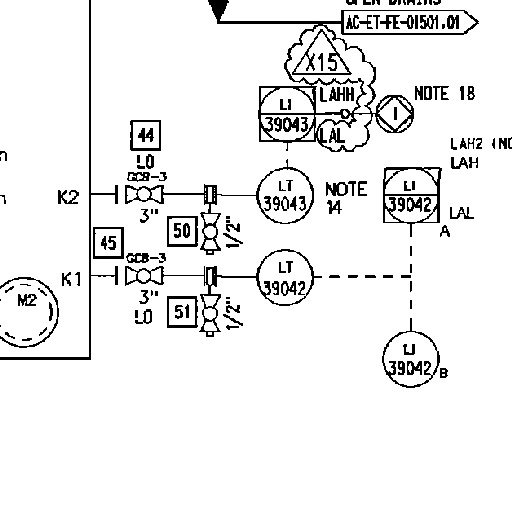 OPEN DRAINS
AC-ET-FE-01501.01
X15
LAHH
NOTE 18
LI
39043
I
LAL
44
LO
GCB-3
K2
3"
50
1/2"
LT
39043
NOTE
14
LAH2
LAH
LI
39042
LAL
A
45
GCB-3
K1
3"
LO
51
1/2"
LT
39042
M2
LI
39042
B